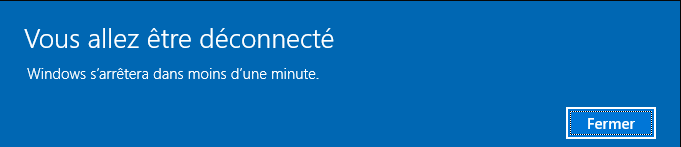 Vous allez être déconnecté
Windows s’arrêtera dans moins d’une minute.
Fermer